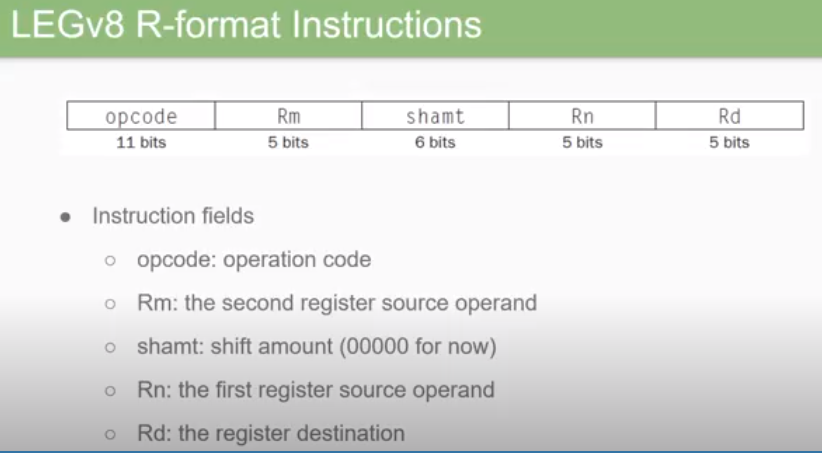 LEGv8 R-format Instructions
opcode Rm shamt Rn Rd
11 bits 5 bits 6 bits 5 bits 5 bits
● Instruction fields
○ opcode: operation code
○ Rm: the second register source operand
○ shamt: shift amount (00000 for now)
○ Rn: the first register source operand
○ Rd: the register destination